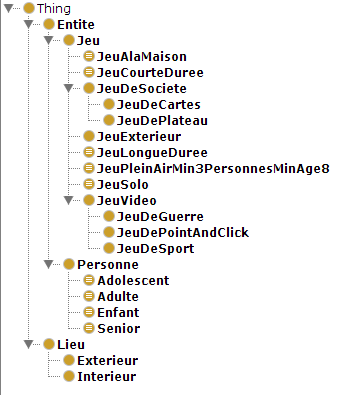 Thing
Entite
Jeu
JeuAlaMaison
JeuCourteDuree
JeuDeSociete
JeuDeCartes
JeuDePlateau
JeuExterieur
JeuLongueDuree
JeuPleinAirMin3PersonnesMinAge8
JeuSolo
JeuVideo
JeuDeGuerre
JeuDePointAndClick
JeuDeSport
Personne
Adolescent
Adulte
Enfant
Senior
Lieu
Exterieur
Interieur